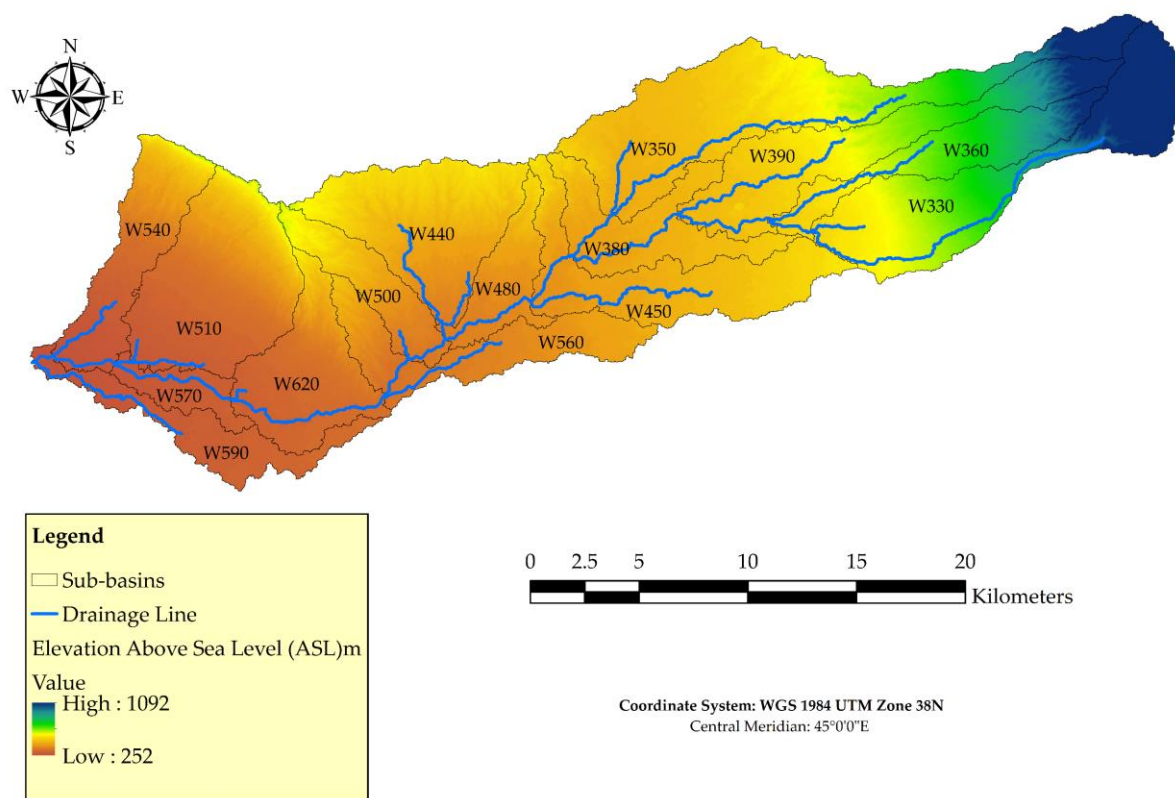 N
W E
S
W350
W390
W360
W330
W540
W440
W380
W500
W480
W450
W510
W560
W620
W570
W590
Legend
Sub-basins
Drainage Line
Elevation Above Sea Level (ASL)m
Value
High : 1092
Low : 252
0 2.5 5 10 15 20
Kilometers
Coordinate System: WGS 1984 UTM Zone 38N
Central Meridian: 45°0'0"E